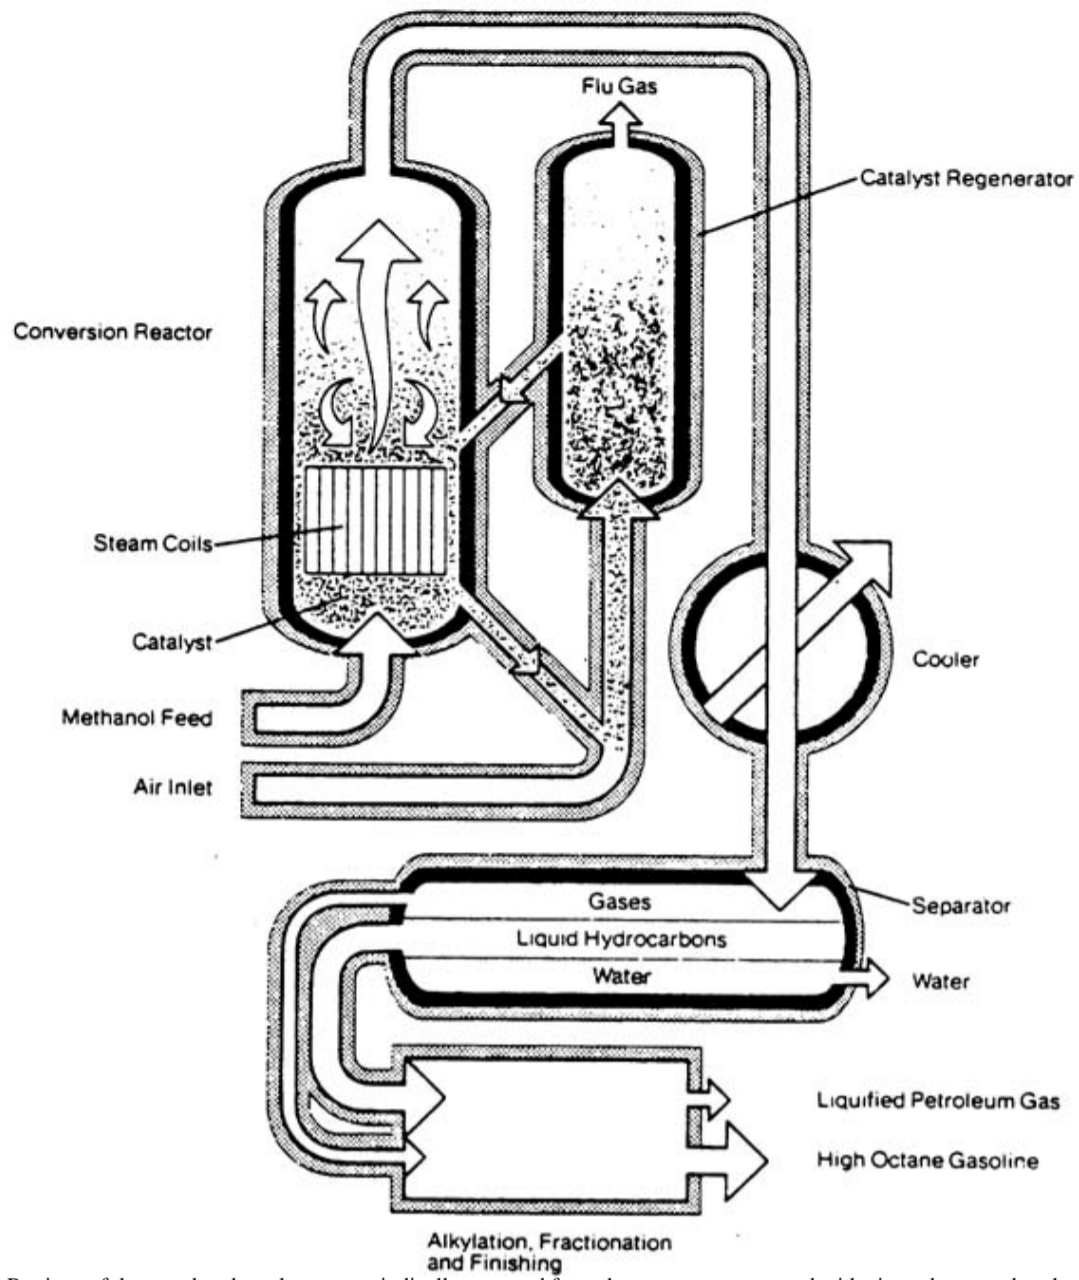 Flu Gas
Catalyst Regenerator
Conversion Reactor
Steam Coils
Catalyst
Cooler
Methanol Feed
Air Inlet
Gases
Separator
Liquid Hydrocarbons
Water
Water
Liquified Petroleum Gas
High Octane Gasoline
Alkylation, Fractionation
and Finishing